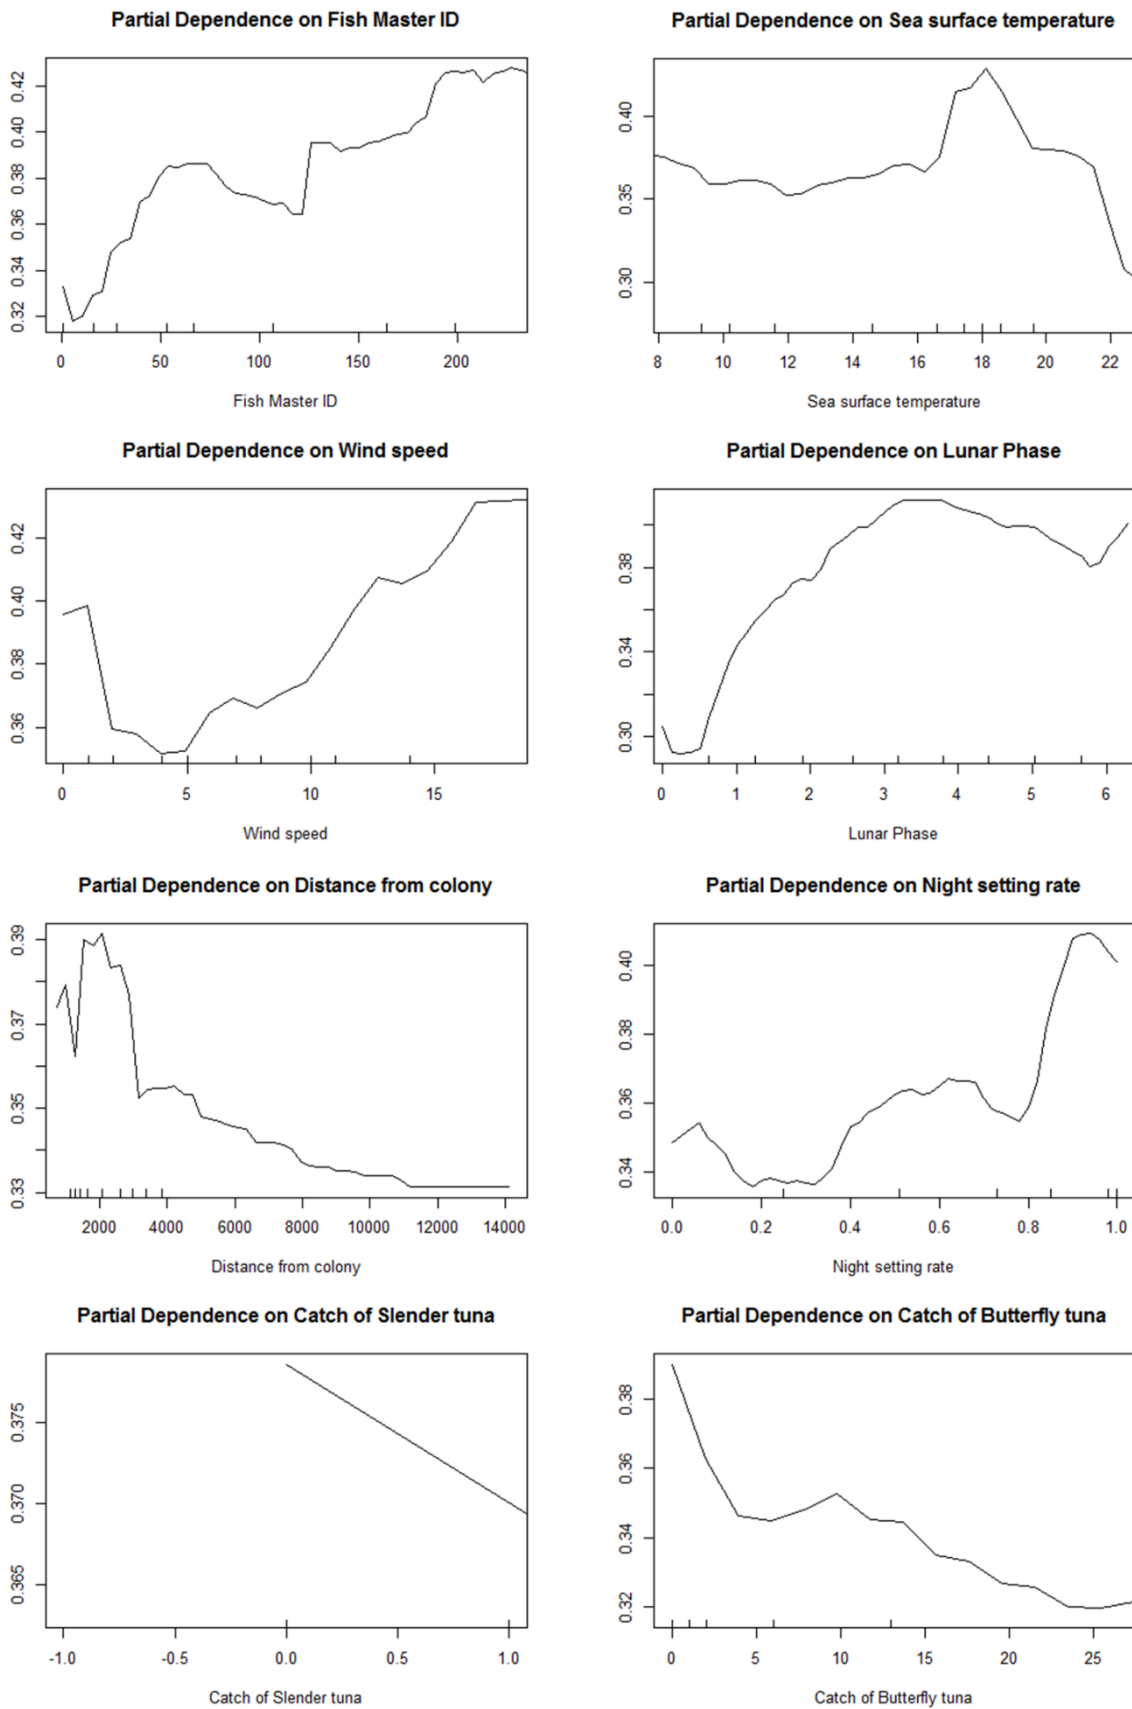 Partial Dependence on Fish Master ID
0.42
0.40
0.38
0.36
0.34
0.32
0 50 100 150 200
Fish Master ID
Partial Dependence on Sea surface temperature
0.40
0.35
0.30
8 10 12 14 16 18 20 22
Sea surface temperature
Partial Dependence on Wind speed
0.42
0.40
0.38
0.36
0 5 10 15
Wind speed
Partial Dependence on Lunar Phase
0.38
0.34
0.30
0 1 2 3 4 5 6
Lunar Phase
Partial Dependence on Distance from colony
0.39
0.37
0.35
0.33
2000 4000 6000 8000 10000 12000 14000
Distance from colony
Partial Dependence on Night setting rate
0.40
0.38
0.36
0.34
0.0 0.2 0.4 0.6 0.8 1.0
Night setting rate
Partial Dependence on Catch of Slender tuna
0.375
0.370
0.365
-1.0 -0.5 0.0 0.5 1.0
Catch of Slender tuna
Partial Dependence on Catch of Butterfly tuna
0.38
0.36
0.34
0.32
0 5 10 15 20 25
Catch of Butterfly tuna